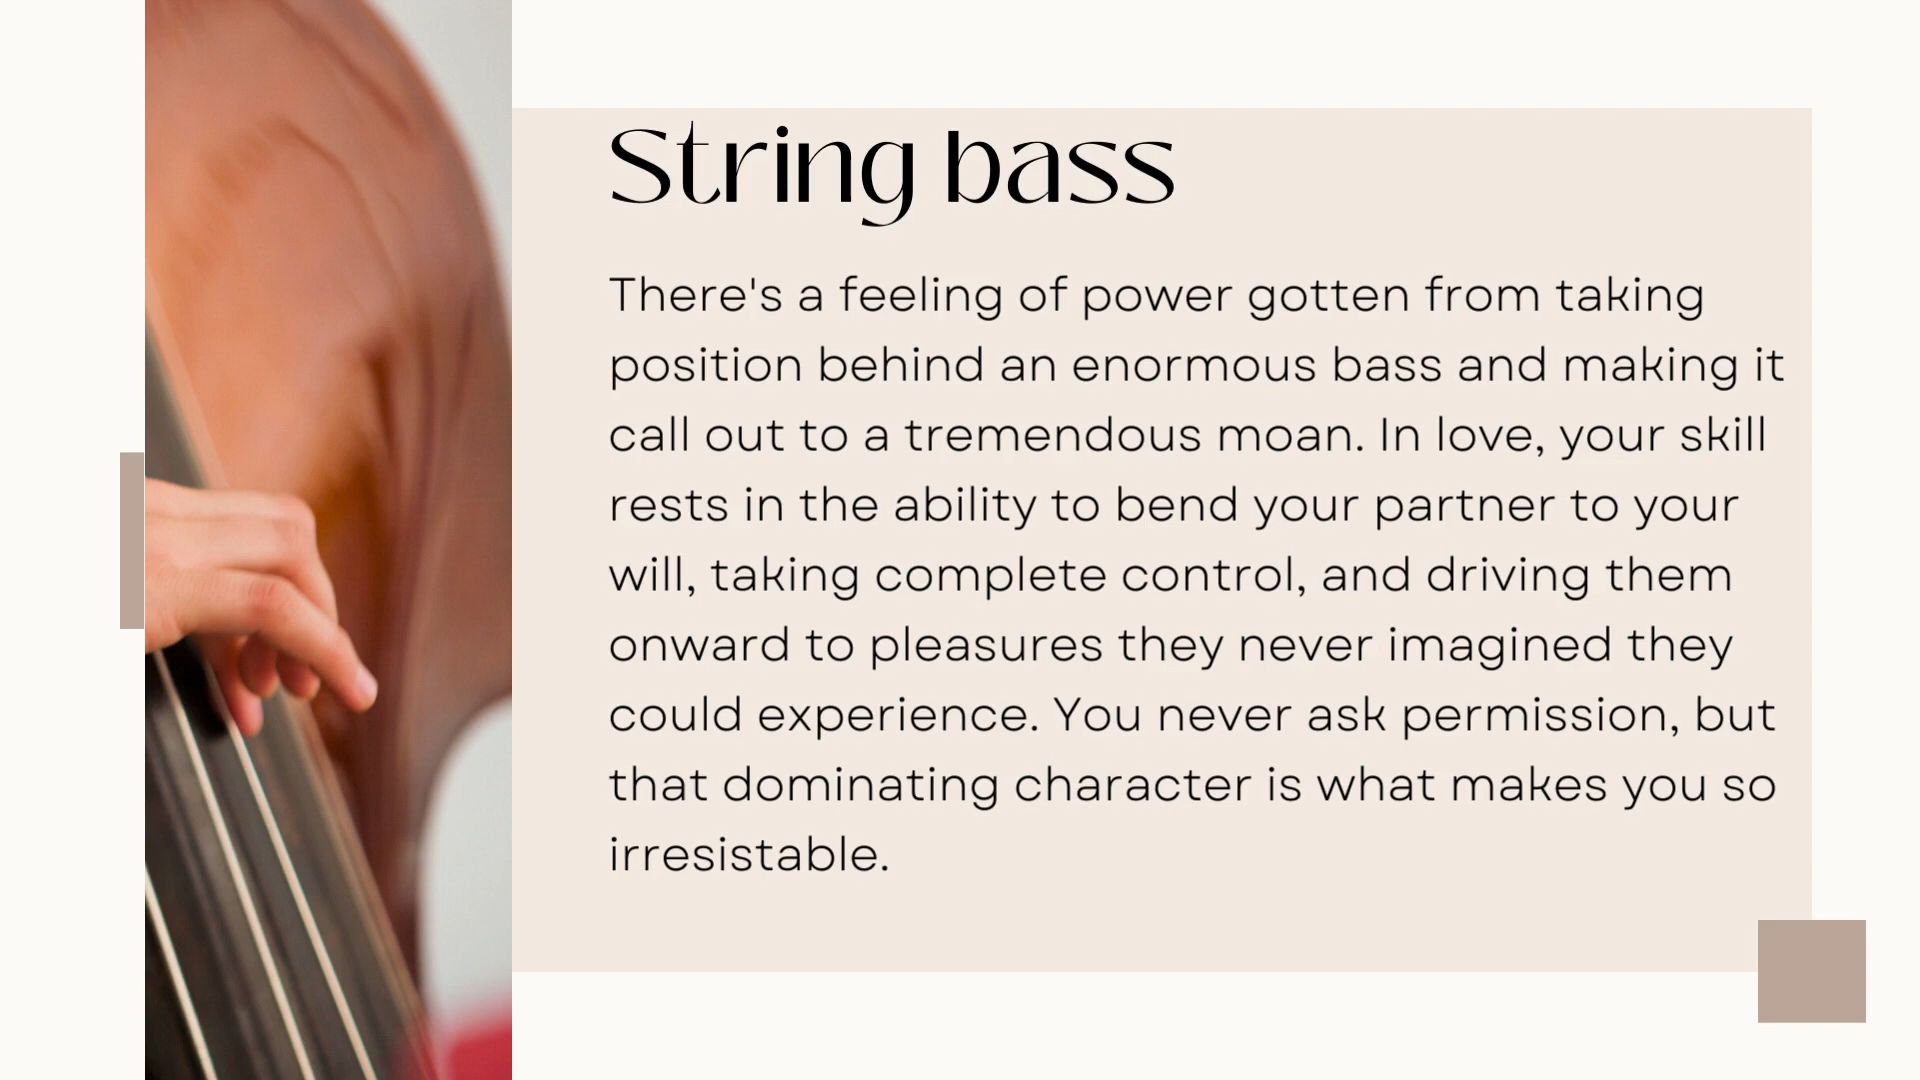 String bass
There's a feeling of power gotten from taking
position behind an enormous bass and making it
call out to a tremendous moan. In love, your skill
rests in the ability to bend your partner to your
will, taking complete control, and driving them
onward to pleasures they never imagined they
could experience. You never ask permission, but
that dominating character is what makes you so
irresistable.